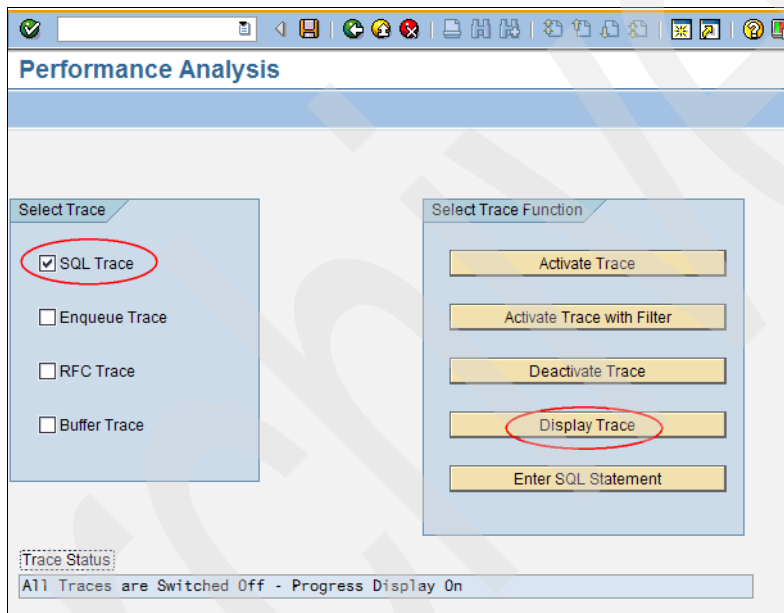 Performance Analysis
Select Trace
SQL Trace
Enqueue Trace
RFC Trace
Buffer Trace
Select Trace Function
Activate Trace
Activate Trace with Filter
Deactivate Trace
Display Trace
Enter SQL Statement
Trace Status
All Traces are Switched Off - Progress Display On